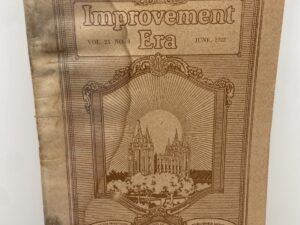 Improvement
Era
VOL. 25 NO. 8 JUNE, 1922